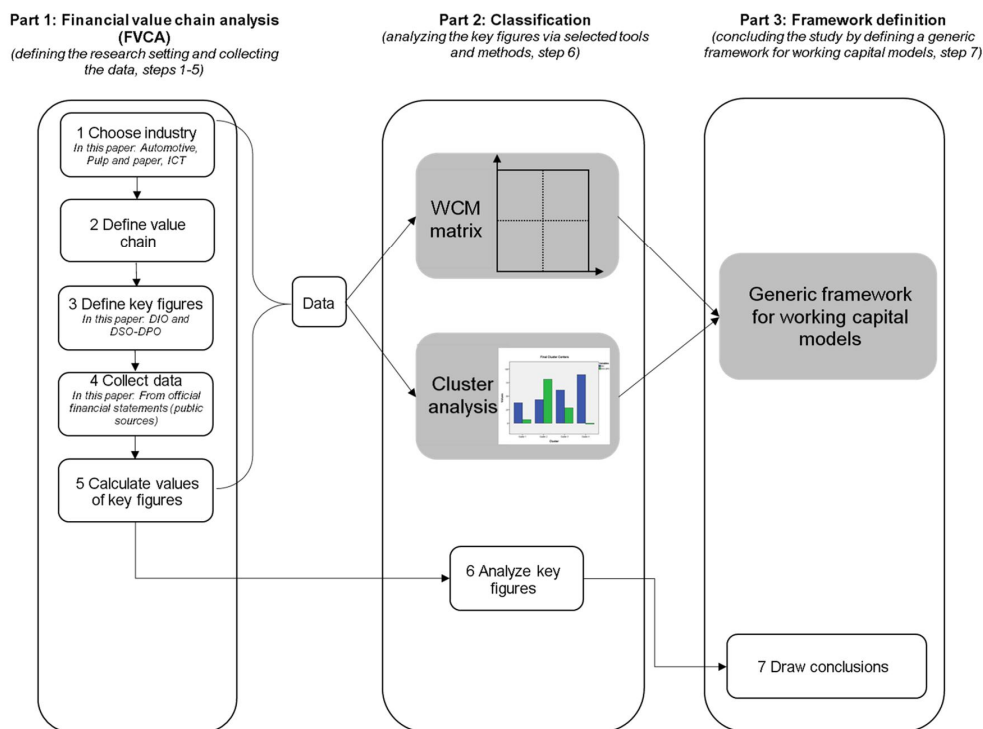 Part 1: Financial value chain analysis
(FVCA)
(defining the research setting and collecting
the data, steps 1-5)
1 Choose industry
In this paper: Automotive,
Pulp and paper, ICT
2 Define value
chain
3 Define key figures
In this paper: DIO and
DSO-DPO
4 Collect data
In this paper: From official
financial statements (public
sources)
5 Calculate values
of key figures
Data
Part 2: Classification
(analyzing the key figures via selected tools
and methods, step 6)
WCM
matrix
Cluster
analysis
Final Cluster Centers
Cluster
6 Analyze key
figures
Part 3: Framework definition
(concluding the study by defining a generic
framework for working capital models, step 7)
Generic framework
for working capital
models
7 Draw conclusions